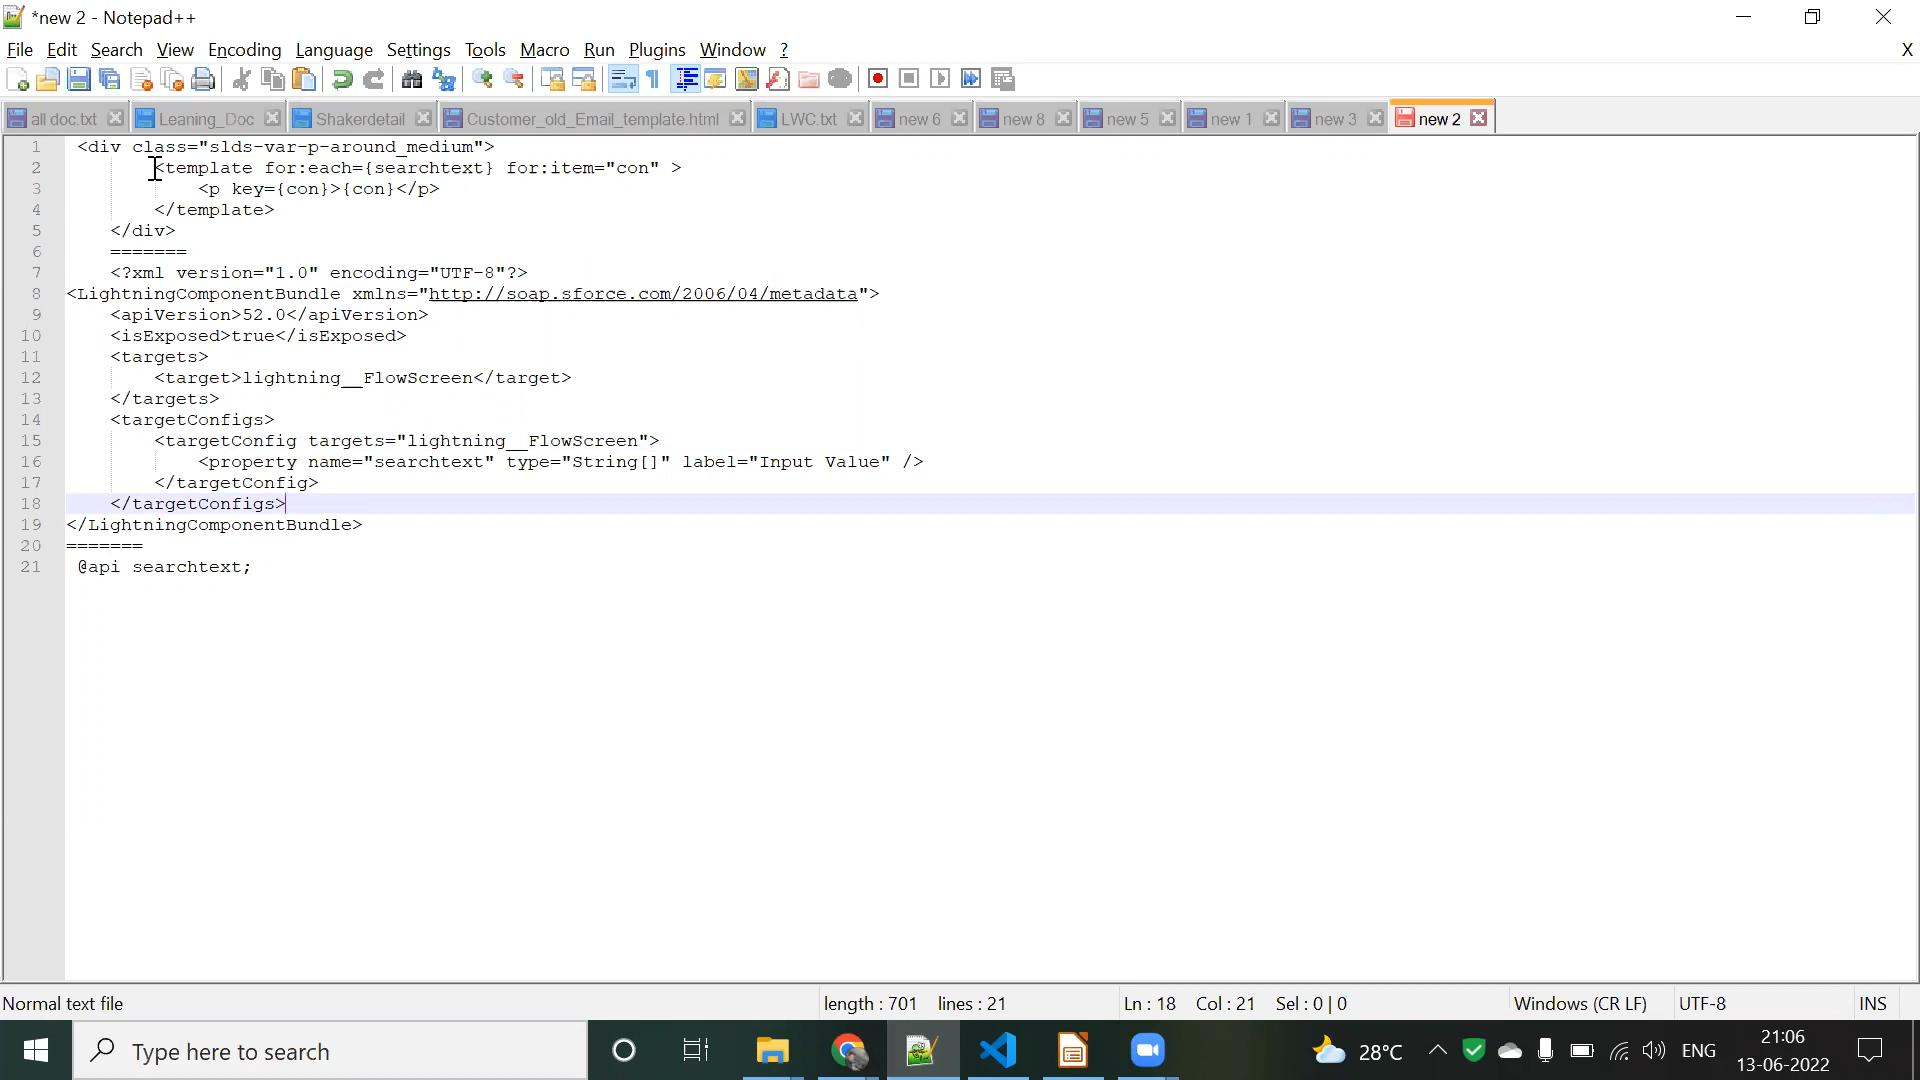 *new 2 - Notepad++
File Edit Search View Encoding Language Settings Tools Macro Run Plugins Window ? X
all doc.txt Leaning_Doc Shakerdetail Customer_old_Email_template.html LWC.txt new 6 new 8 new 5 new 1 new 3 new 2
1 <div class="slds-var-p-around_medium">
2 <template for:each={searchtext} for:item="con" >
3 <p key={con}>{con}</p>
4 </template>
5 </div>
6 =======
7 <?xml version="1.0" encoding="UTF-8"?>
8 <LightningComponentBundle xmlns="http://soap.sforce.com/2006/04/metadata">
9 <apiVersion>52.0</apiVersion>
10 <isExposed>true</isExposed>
11 <targets>
12 <target>lightning__FlowScreen</target>
13 </targets>
14 <targetConfigs>
15 <targetConfig targets="lightning__FlowScreen">
16 <property name="searchtext" type="String[]" label="Input Value" />
17 </targetConfig>
18 </targetConfigs>
19 </LightningComponentBundle>
20 =======
21 @api searchtext;
Normal text file length : 701 lines : 21 Ln : 18 Col : 21 Sel : 0 | 0 Windows (CR LF) UTF-8 INS
Type here to search 28°C ENG 21:06
13-06-2022